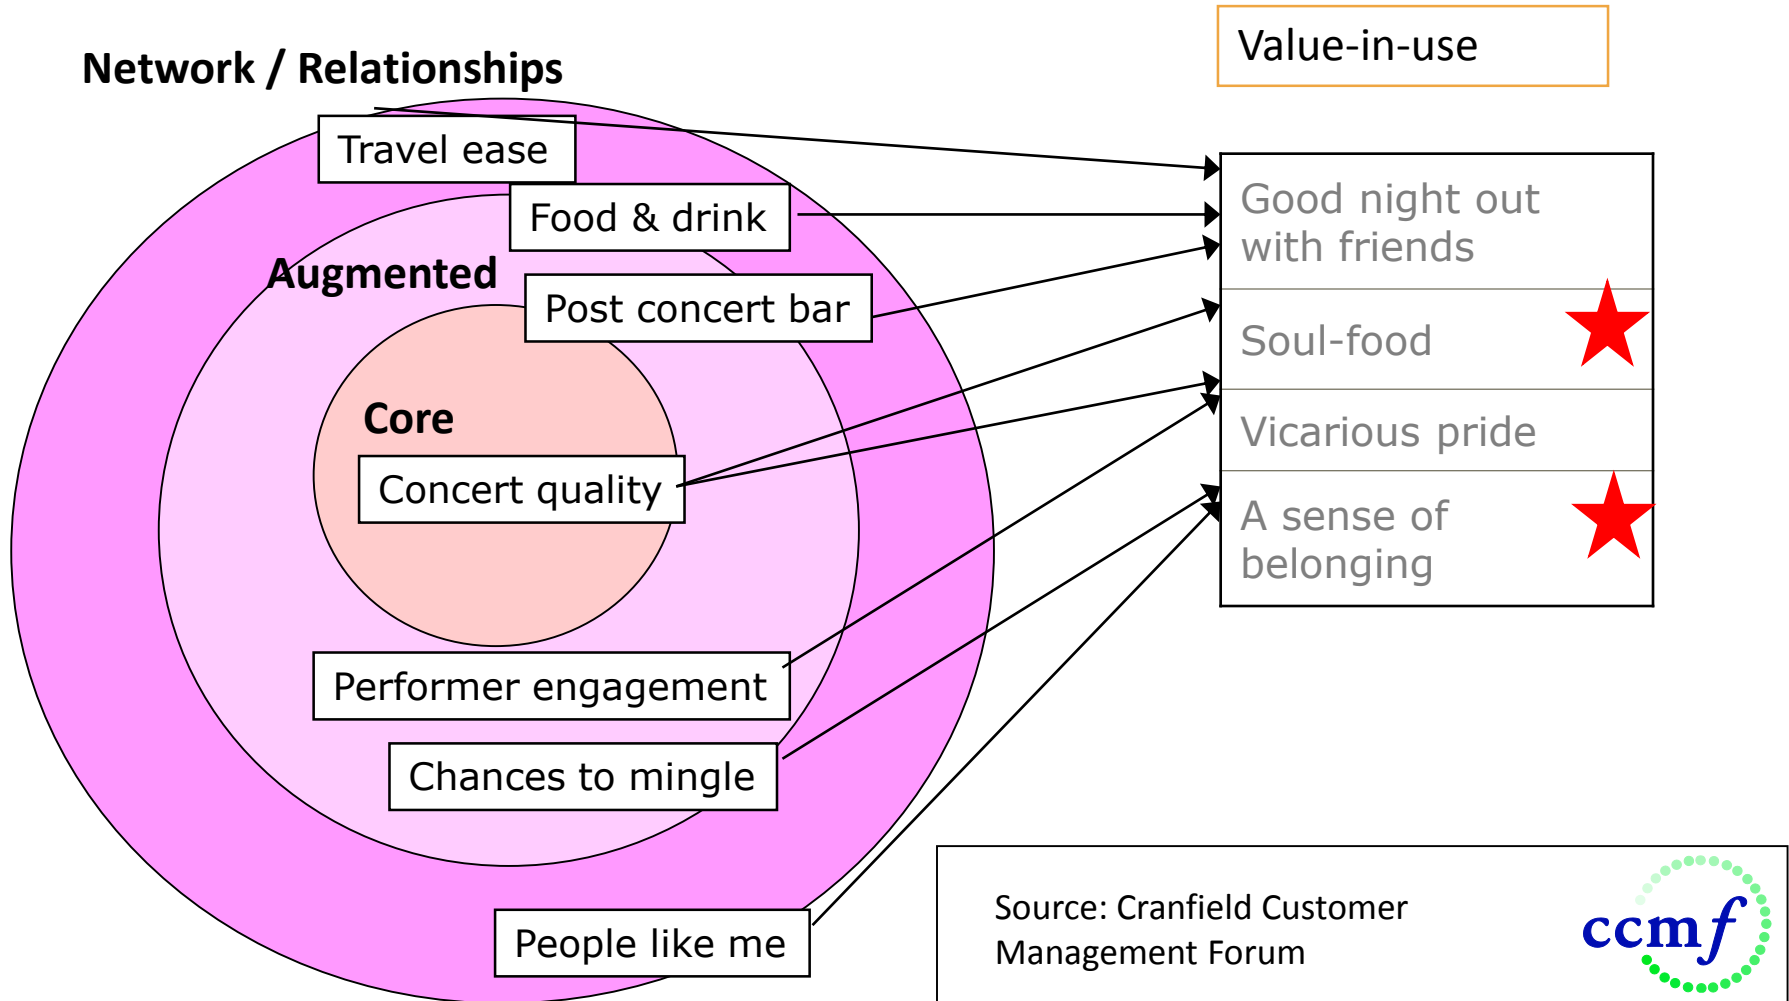 Value-in-use
Network / Relationships
Travel ease
Food & drink
Augmented
Post concert bar
Core
Concert quality
Performer engagement
Chances to mingle
People like me
Good night out
with friends
Soul-food
Vicarious pride
A sense of
belonging
Source: Cranfield Customer
Management Forum
ccmf